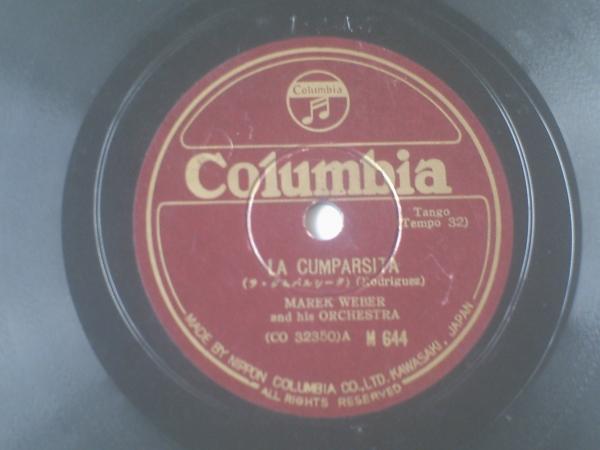 Columbia
Columbia
Tango
(Tempo 32)
LA CUMPARSITA
(ラ・クムパルシータ) (Rodriguez)
MAREK WEBER
and his ORCHESTRA
(CO 32350)A M 644
MADE BY NIPPON COLUMBIA CO., LTD. KAWASAKI, JAPAN
ALL RIGHTS RESERVED